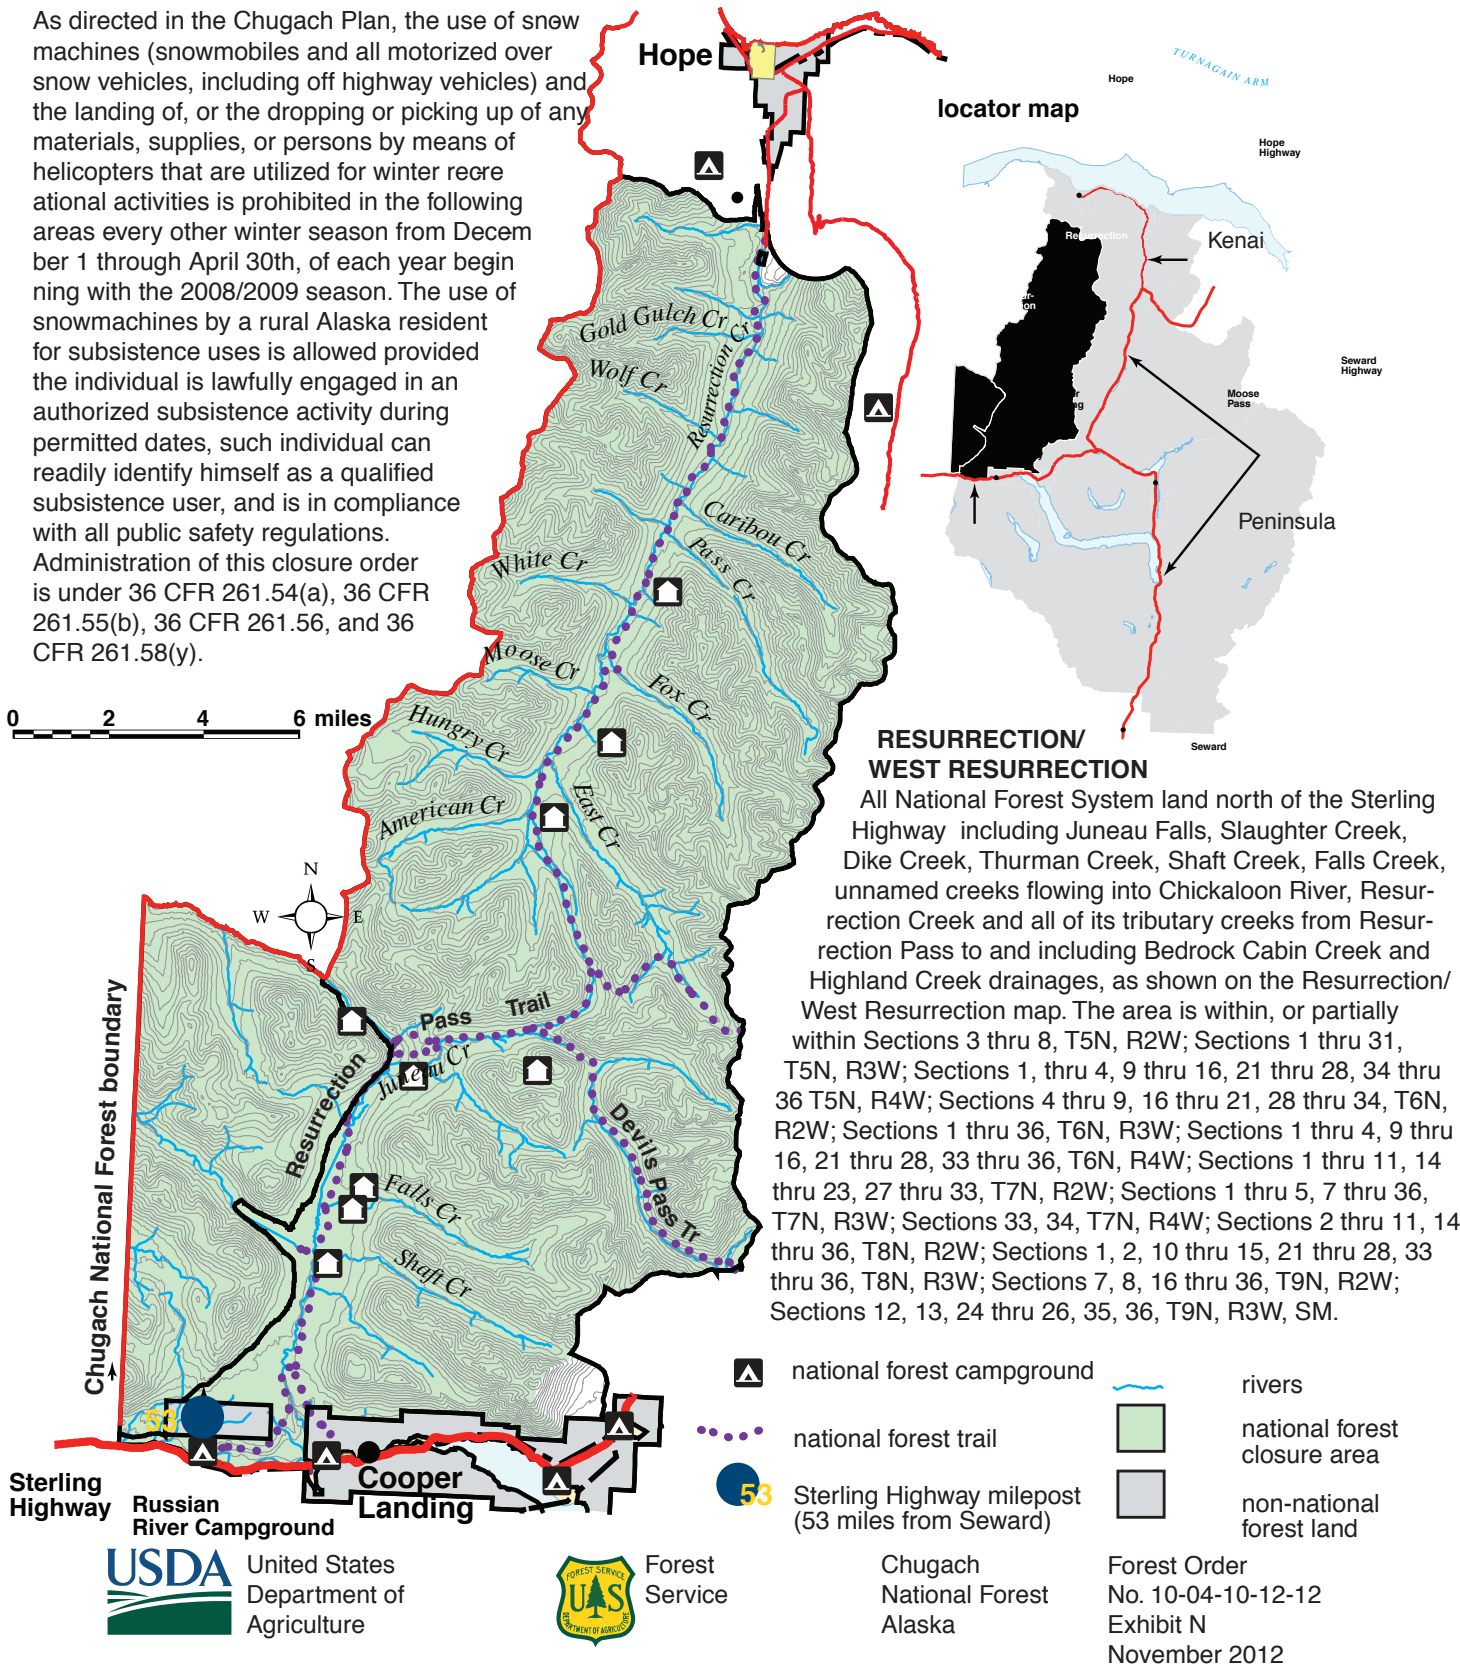 As directed in the Chugach Plan, the use of snow
machines (snowmobiles and all motorized over
snow vehicles, including off highway vehicles) and
the landing of, or the dropping or picking up of any
materials, supplies, or persons by means of
helicopters that are utilized for winter recre
ational activities is prohibited in the following
areas every other winter season from Decem
ber 1 through April 30th, of each year begin
ning with the 2008/2009 season. The use of
snowmachines by a rural Alaska resident
for subsistence uses is allowed provided
the individual is lawfully engaged in an
authorized subsistence activity during
permitted dates, such individual can
readily identify himself as a qualified
subsistence user, and is in compliance
with all public safety regulations.
Administration of this closure order
is under 36 CFR 261.54(a), 36 CFR
261.55(b), 36 CFR 261.56, and 36
CFR 261.58(y).
0 2 4 6 miles
Hope
Gold Gulch Cr
Wolf Cr
Resurrection Cr
Caribou Cr
Pass Cr
White Cr
Moose Cr
Fox Cr
Hungry Cr
American Cr
East Cr
N
W E
S
Pass Trail
Resurrection
Juneau Cr
Devils Pass Tr
Falls Cr
Shaft Cr
Chugach National Forest boundary
53
Sterling
Highway
Russian
River Campground
Cooper
Landing
locator map
TURNAGAIN ARM
Hope
Hope
Highway
Resurrection
Kenai
Seward
Highway
Moose
Pass
Peninsula
Seward
RESURRECTION/
WEST RESURRECTION
All National Forest System land north of the Sterling
Highway including Juneau Falls, Slaughter Creek,
Dike Creek, Thurman Creek, Shaft Creek, Falls Creek,
unnamed creeks flowing into Chickaloon River, Resur-
rection Creek and all of its tributary creeks from Resur-
rection Pass to and including Bedrock Cabin Creek and
Highland Creek drainages, as shown on the Resurrection/
West Resurrection map. The area is within, or partially
within Sections 3 thru 8, T5N, R2W; Sections 1 thru 31,
T5N, R3W; Sections 1, thru 4, 9 thru 16, 21 thru 28, 34 thru
36 T5N, R4W; Sections 4 thru 9, 16 thru 21, 28 thru 34, T6N,
R2W; Sections 1 thru 36, T6N, R3W; Sections 1 thru 4, 9 thru
16, 21 thru 28, 33 thru 36, T6N, R4W; Sections 1 thru 11, 14
thru 23, 27 thru 33, T7N, R2W; Sections 1 thru 5, 7 thru 36,
T7N, R3W; Sections 33, 34, T7N, R4W; Sections 2 thru 11, 14
thru 36, T8N, R2W; Sections 1, 2, 10 thru 15, 21 thru 28, 33
thru 36, T8N, R3W; Sections 7, 8, 16 thru 36, T9N, R2W;
Sections 12, 13, 24 thru 26, 35, 36, T9N, R3W, SM.
national forest campground
national forest trail
53
Sterling Highway milepost
(53 miles from Seward)
rivers
national forest
closure area
non-national
forest land
USDA
United States
Department of
Agriculture
FOREST SERVICE
U S
DEPARTMENT OF AGRICULTURE
Forest
Service
Chugach
National Forest
Alaska
Forest Order
No. 10-04-10-12-12
Exhibit N
November 2012